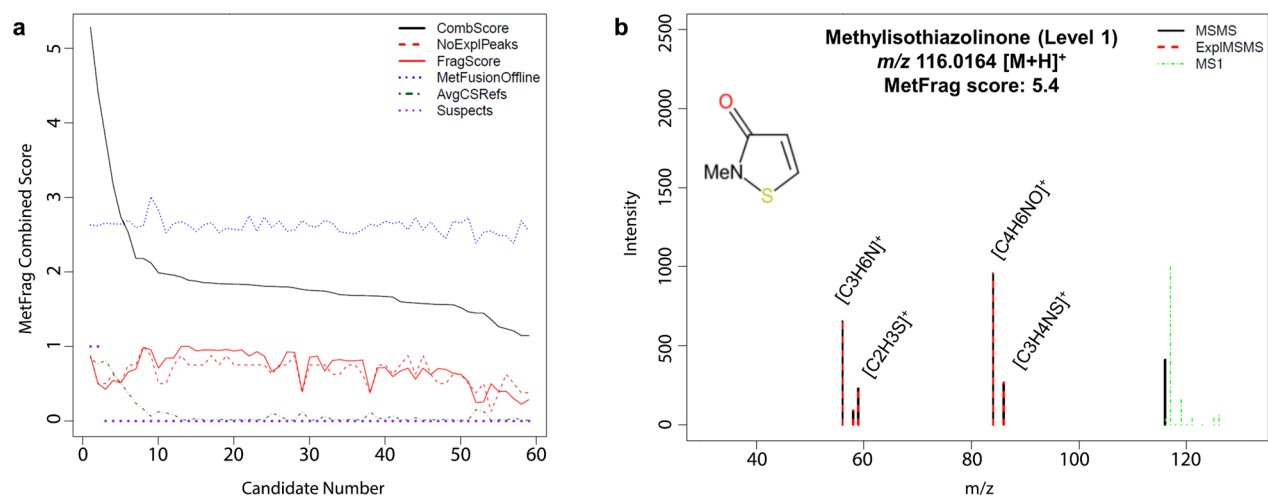 a
MetFrag Combined Score
5
4
3
2
1
0
CombScore
NoExplPeaks
FragScore
MetFusionOffline
AvgCSRefs
Suspects
0 10 20 30 40 50 60
Candidate Number
b
Intensity
2500
2000
1500
1000
500
0
Methylisothiazolinone (Level 1)
m/z 116.0164 [M+H]+
MetFrag score: 5.4
MSMS
ExplMSMS
MS1
O
MeN
S
[C3H6N]+
[C2H3S]+
[C4H6NO]+
[C3H4NS]+
40 60 80 100 120
m/z